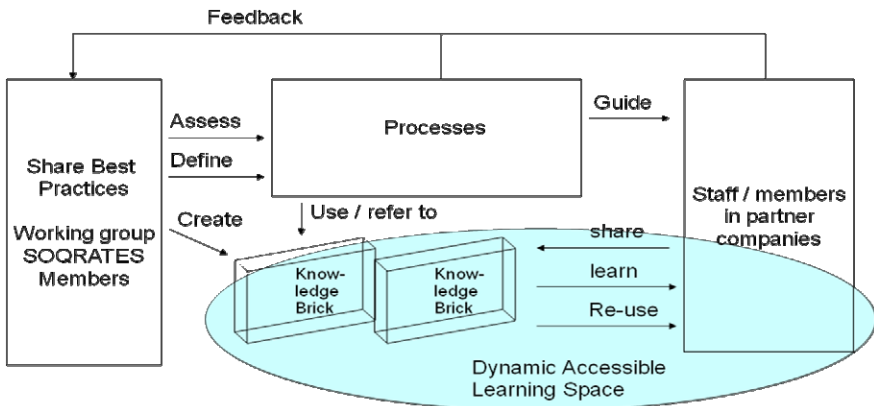 Feedback
Share Best
Practices
Working group
SOQRATES
Members
Assess
Define
Create
Processes
Use / refer to
Guide
Staff / members
in partner
companies
Know-
ledge
Brick
Know-
ledge
Brick
share
learn
Re-use
Dynamic Accessible
Learning Space